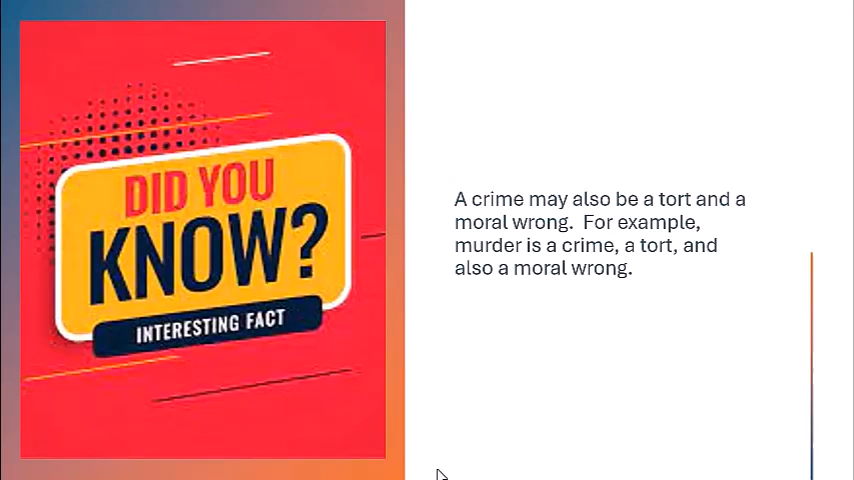 DID YOU
KNOW?
INTERESTING FACT
A crime may also be a tort and a
moral wrong.  For example,
murder is a crime, a tort, and
also a moral wrong.